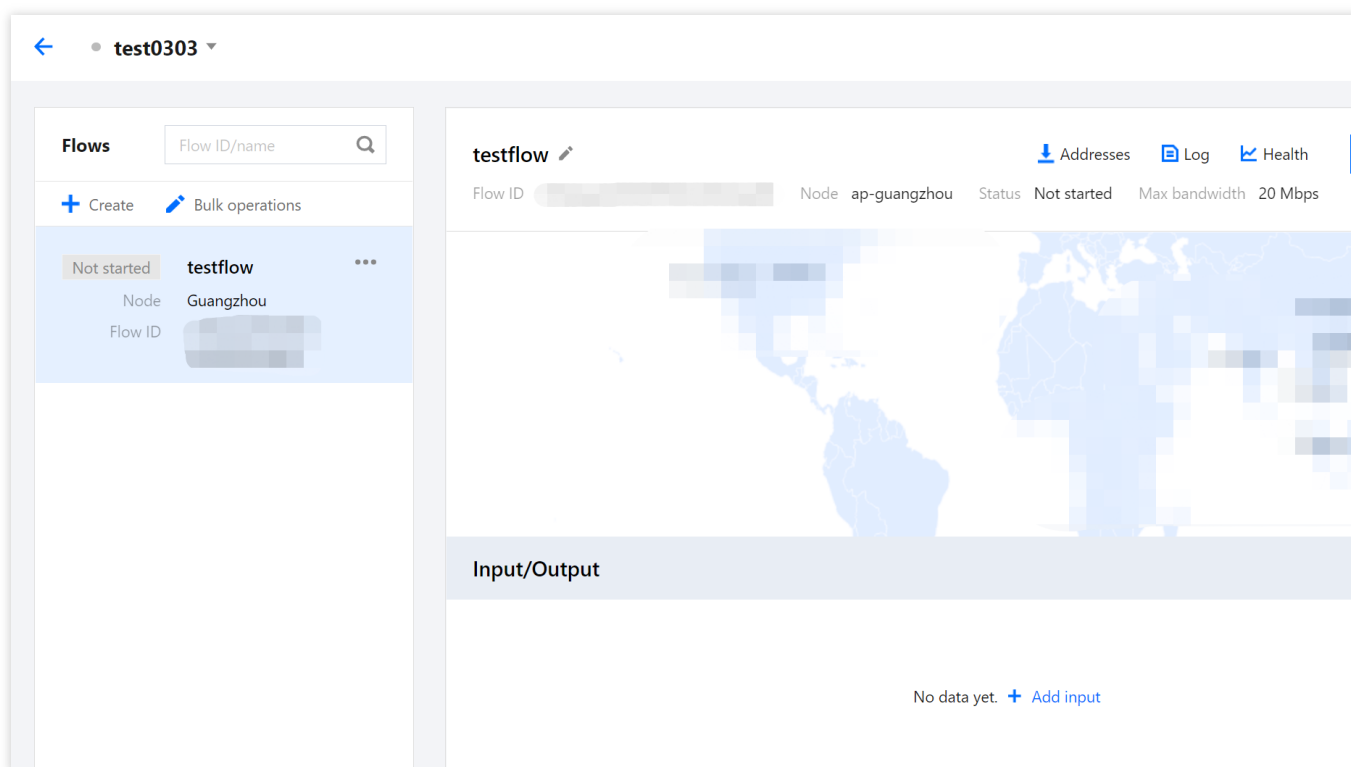 test0303
Flows
Flow ID/name
Create
Bulk operations
Not started
testflow
Node
Guangzhou
Flow ID
testflow
Addresses
Log
Health
Flow ID
Node ap-guangzhou
Status Not started
Max bandwidth 20 Mbps
Input/Output
No data yet. + Add input